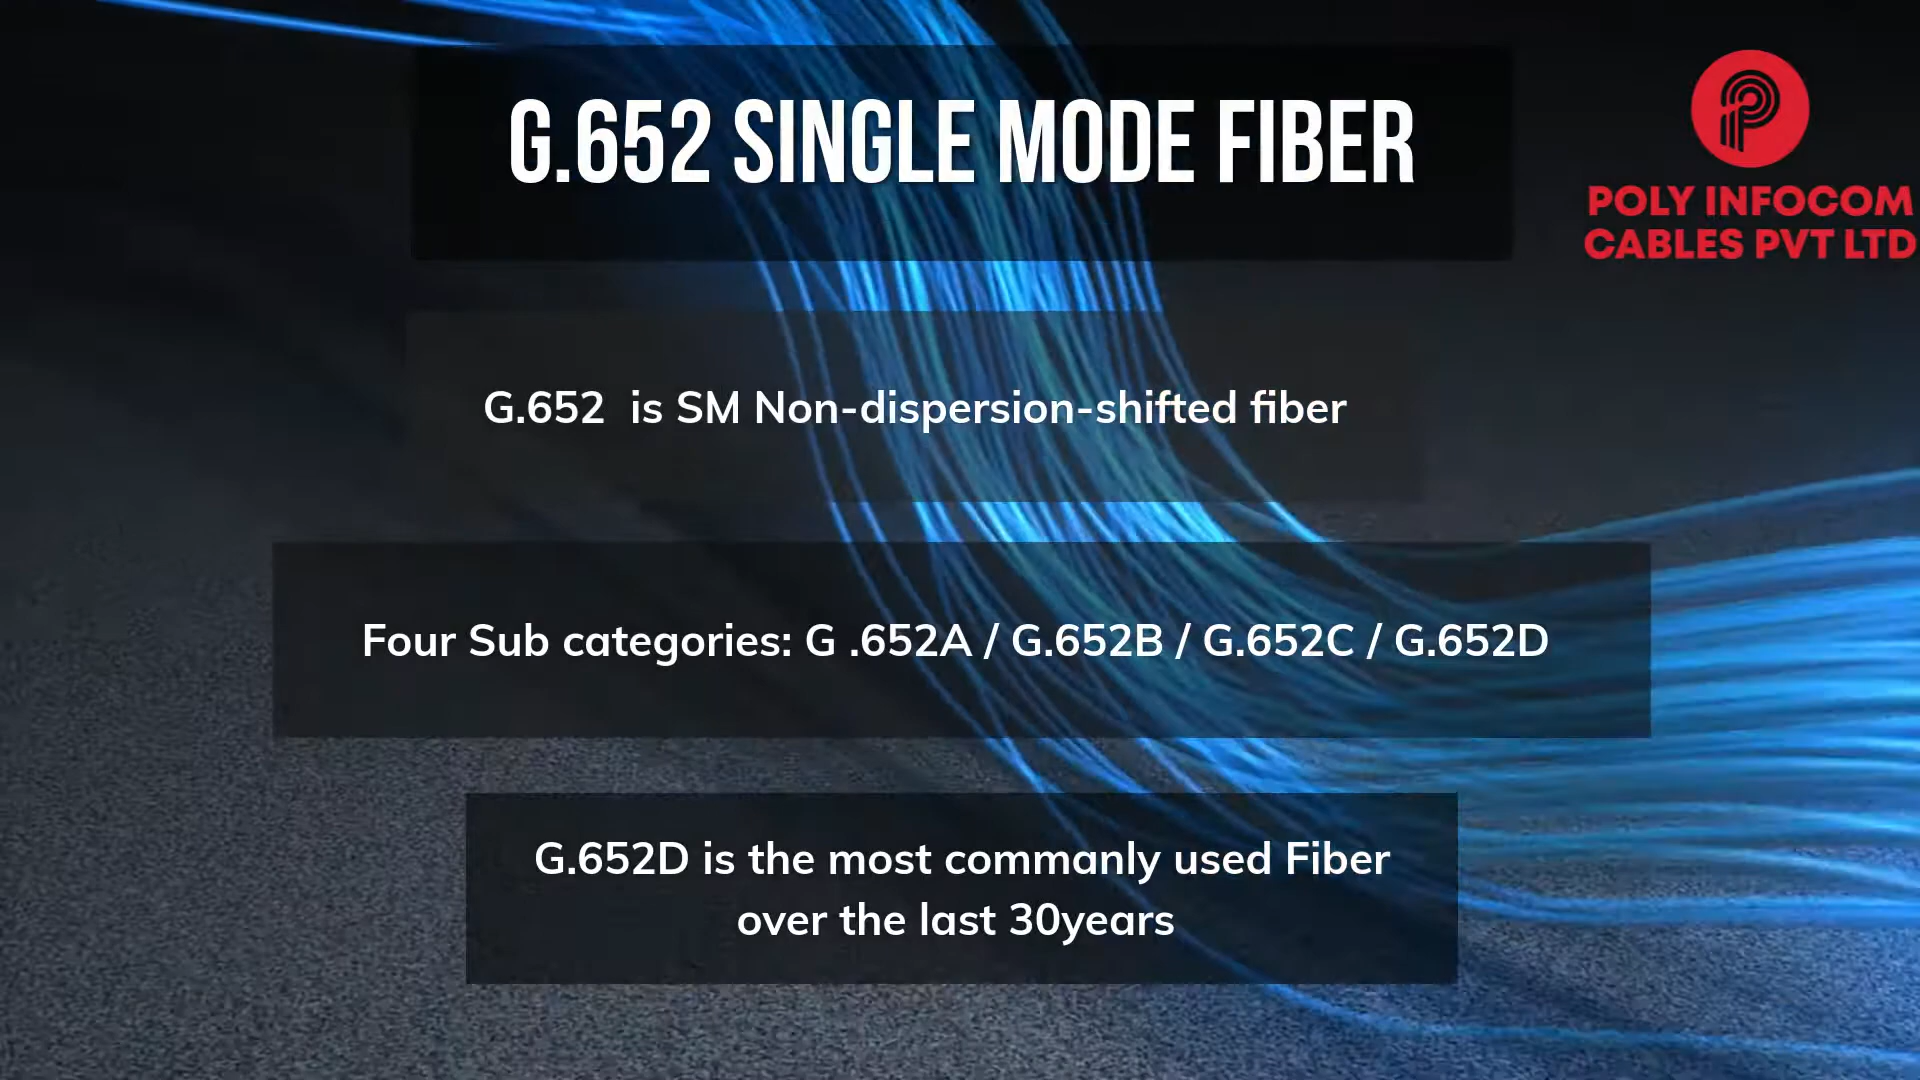 G.652 SINGLE MODE FIBER
POLY INFOCOM
CABLES PVT LTD
G.652  is SM Non-dispersion-shifted fiber
Four Sub categories: G .652A / G.652B / G.652C / G.652D
G.652D is the most commanly used Fiber
over the last 30years